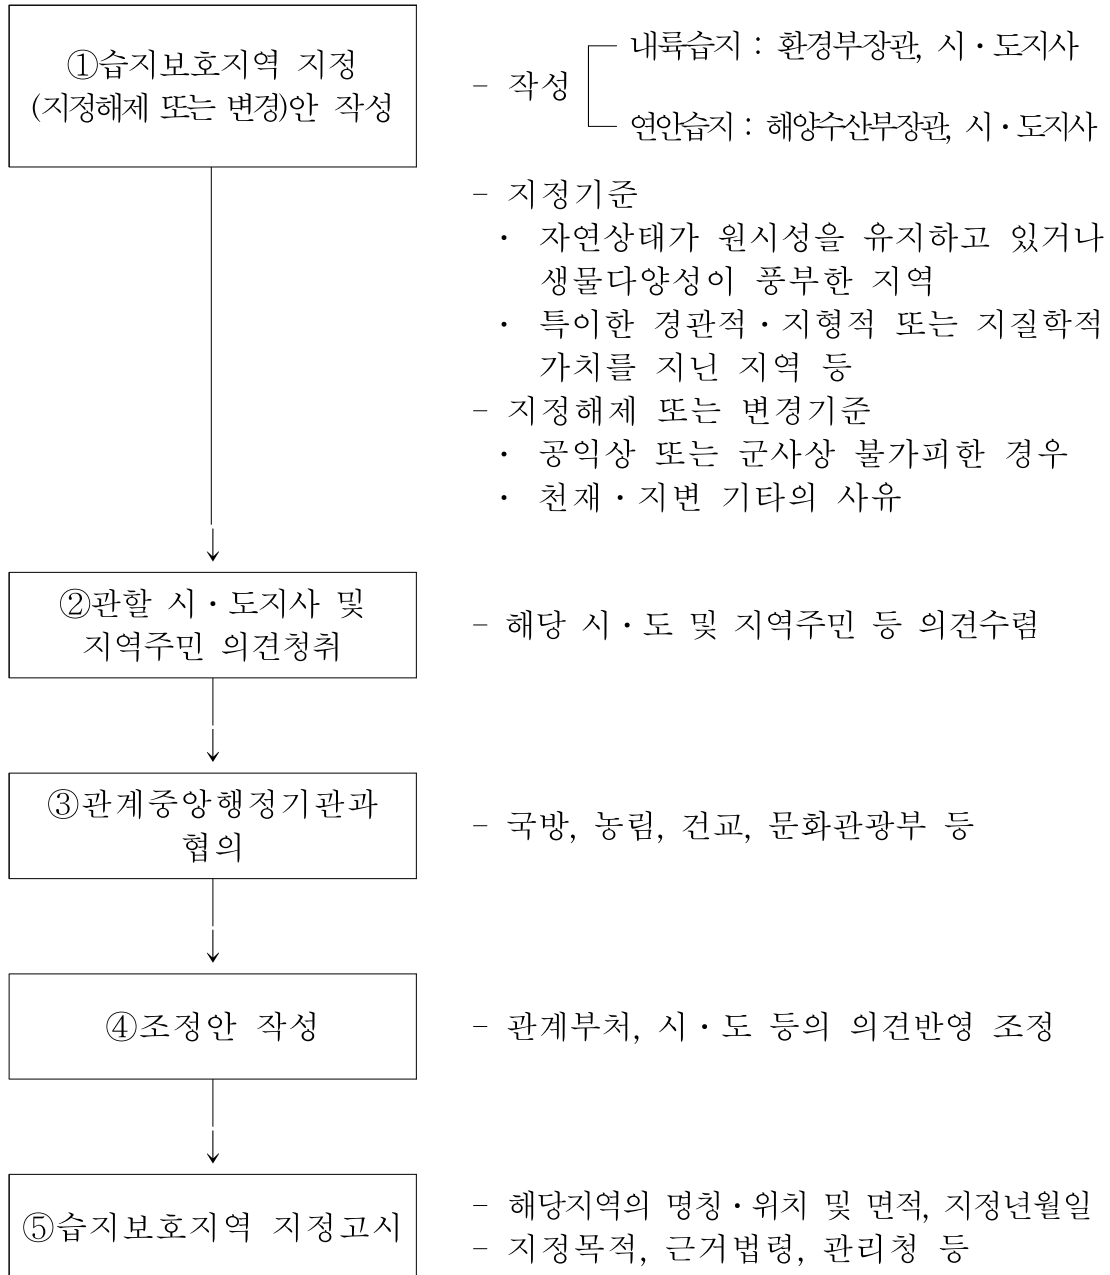 ①습지보호지역 지정
(지정해제 또는 변경)안 작성
- 작성
내륙습지 : 환경부장관, 시・도지사
연안습지 : 해양수산부장관, 시・도지사
- 지정기준
・ 자연상태가 원시성을 유지하고 있거나
생물다양성이 풍부한 지역
・ 특이한 경관적・지형적 또는 지질학적
가치를 지닌 지역 등
- 지정해제 또는 변경기준
・ 공익상 또는 군사상 불가피한 경우
・ 천재・지변 기타의 사유
②관할 시・도지사 및
지역주민 의견청취
- 해당 시・도 및 지역주민 등 의견수렴
③관계중앙행정기관과
협의
- 국방, 농림, 건교, 문화관광부 등
④조정안 작성
- 관계부처, 시・도 등의 의견반영 조정
⑤습지보호지역 지정고시
- 해당지역의 명칭・위치 및 면적, 지정년월일
- 지정목적, 근거법령, 관리청 등